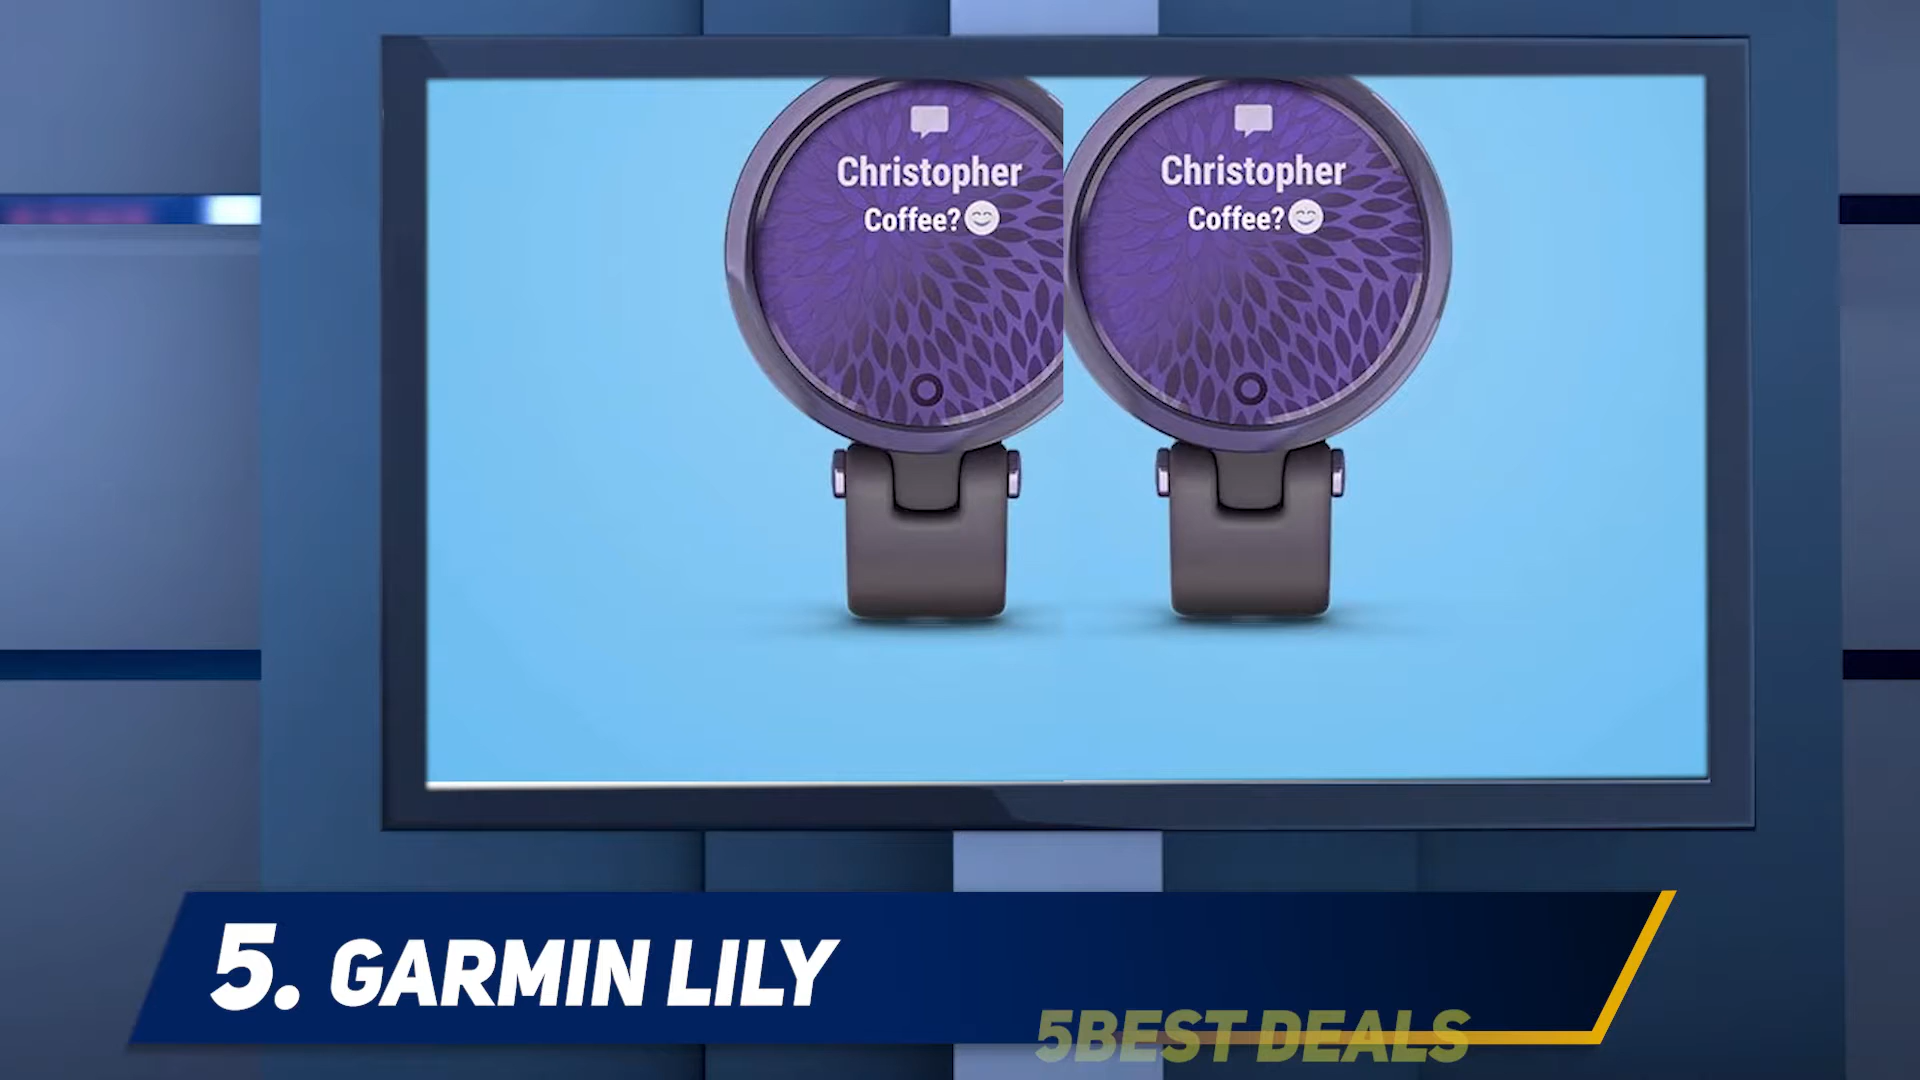 Christopher
Coffee?😊
Christopher
Coffee?😊
5. GARMIN LILY
5BEST DEALS